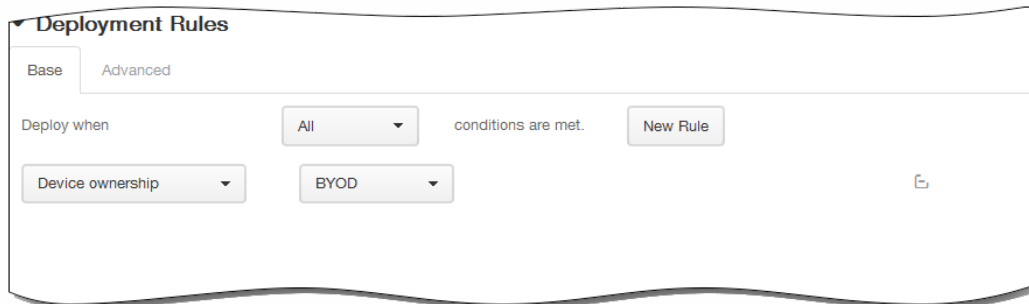 Deployment Rules
Base Advanced
Deploy when All conditions are met. New Rule
Device ownership BYOD